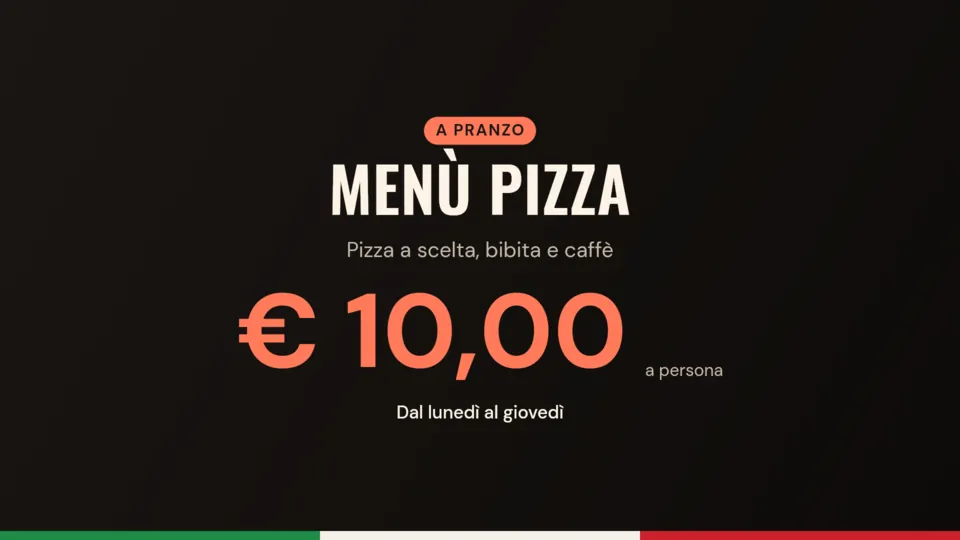 A PRANZO
MENÙ PIZZA
Pizza a scelta, bibita e caffè
€ 10,00 a persona
Dal lunedì al giovedì